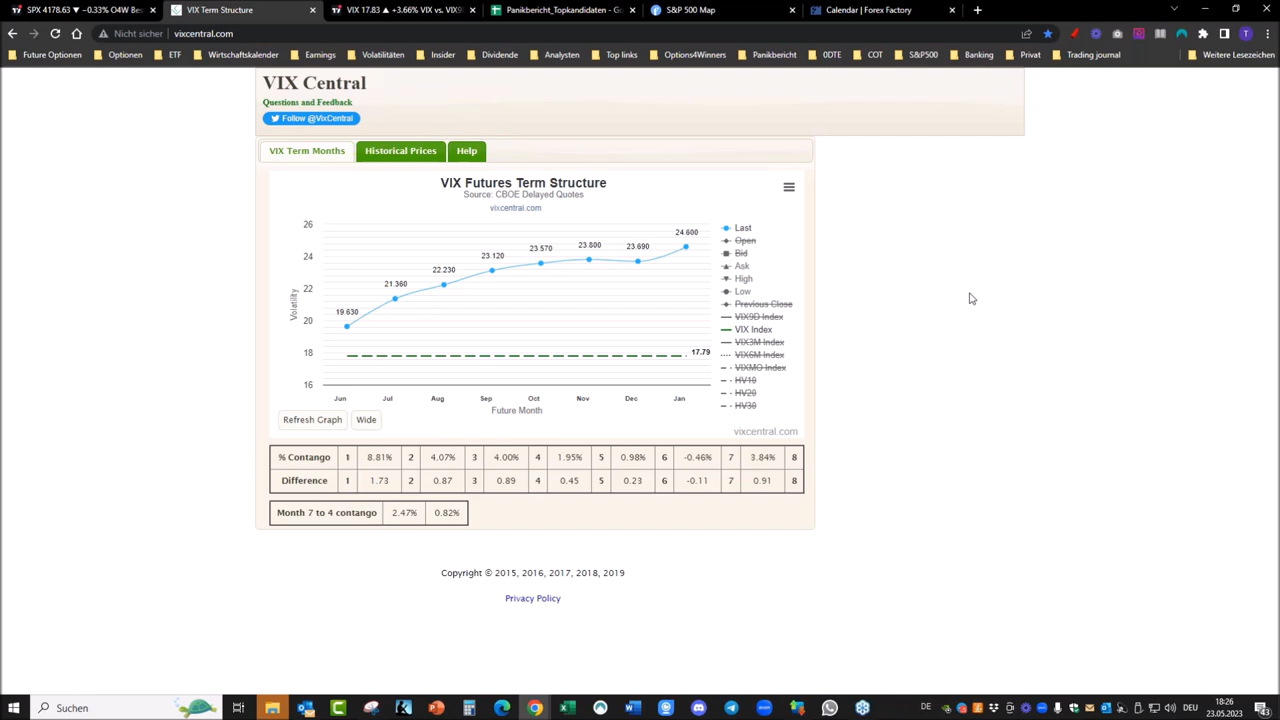 SPX 4178.63 ▼ −0.33% O4W Bes
VIX Term Structure
VIX 17.83 ▲ +3.66% VIX vs. VIX9
Panikbericht_Topkandidaten - Go
S&P 500 Map
Calendar | Forex Factory
Nicht sicher | vixcentral.com
Future Optionen
Optionen
ETF
Wirtschaftskalender
Earnings
Volatilitäten
Insider
Dividende
Analysten
Top links
Options4Winners
Panikbericht
0DTE
COT
S&P500
Banking
Privat
Trading journal
Weitere Lesezeichen
VIX Central
Questions and Feedback
Follow @VixCentral
VIX Term Months
Historical Prices
Help
VIX Futures Term Structure
Source: CBOE Delayed Quotes
vixcentral.com
26
24
22
20
18
16
Volatility
19.630
21.360
22.230
23.120
23.570
23.800
23.690
24.600
17.79
Jun Jul Aug Sep Oct Nov Dec Jan
Future Month
Last
Open
Bid
Ask
High
Low
Previous Close
VIX9D Index
VIX Index
VIX3M Index
VIX6M Index
VIXMO Index
HV10
HV20
HV30
Refresh Graph
Wide
vixcentral.com
% Contango 1 8.81% 2 4.07% 3 4.00% 4 1.95% 5 0.98% 6 -0.46% 7 3.84% 8
Difference 1 1.73 2 0.87 3 0.89 4 0.45 5 0.23 6 -0.11 7 0.91 8
Month 7 to 4 contango 2.47% 0.82%
Copyright © 2015, 2016, 2017, 2018, 2019
Privacy Policy
Suchen
DE
DEU
18:26
23.05.2023
43